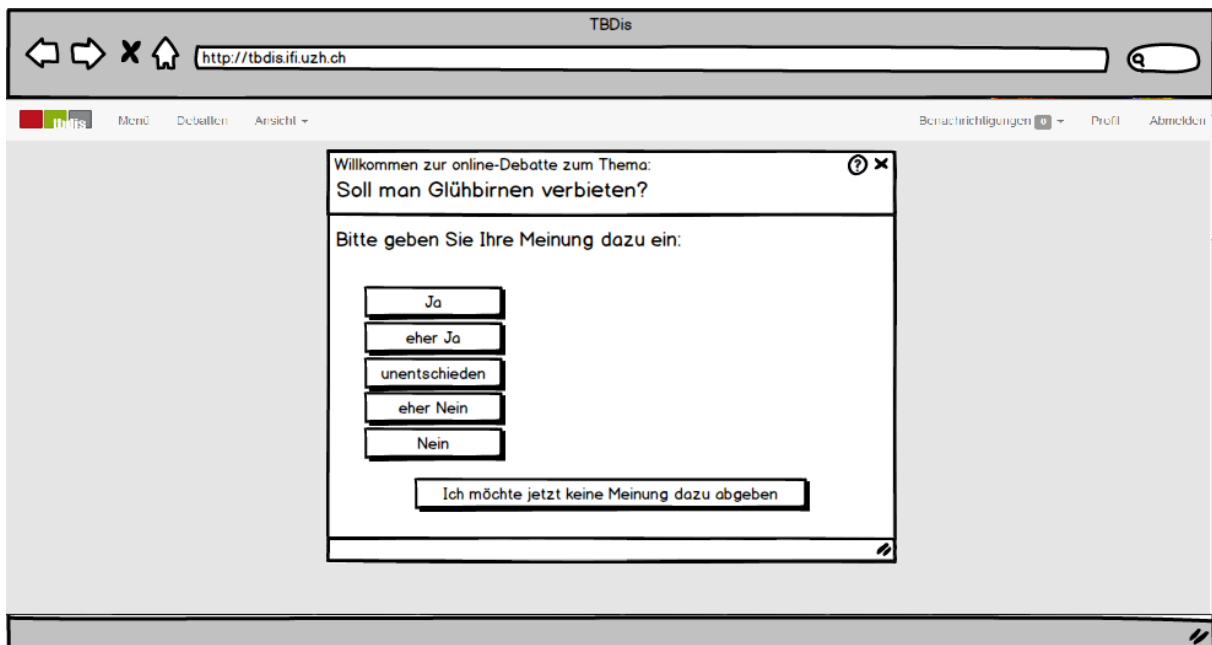 TBDis
http://tbdis.ifi.uzh.ch
tbdis Menü Debatten Ansicht Benachrichtigungen 0 Profil Abmelden
Willkommen zur online-Debatte zum Thema:
Soll man Glühbirnen verbieten?
Bitte geben Sie Ihre Meinung dazu ein:
Ja
eher Ja
unentschieden
eher Nein
Nein
Ich möchte jetzt keine Meinung dazu abgeben